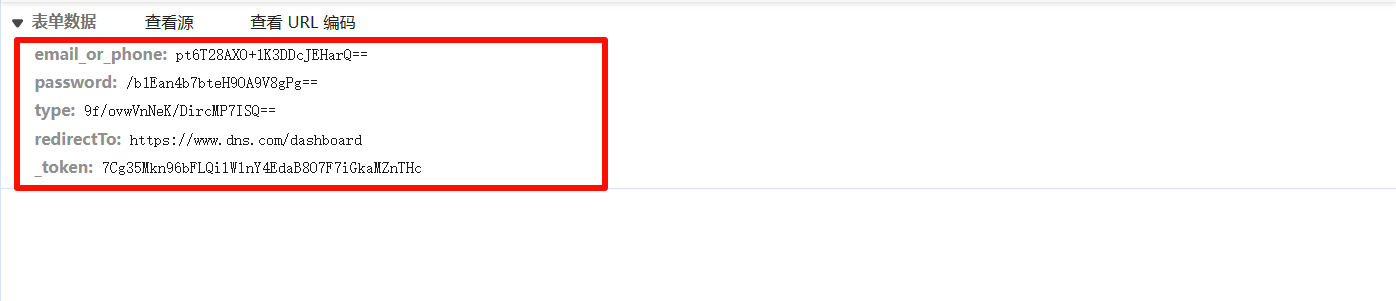 ▼ 表单数据 查看源 查看 URL 编码
email_or_phone: pt6T28AXO+1K3DDcJEHarQ==
password: /b1Ean4b7bteH9OA9V8gPg==
type: 9f/ovwVnNeK/DircMP7ISQ==
redirectTo: https://www.dns.com/dashboard
_token: 7Cg35Mkn96bFLQi1W1nY4EdaB8O7F7iGkaMZnTHc